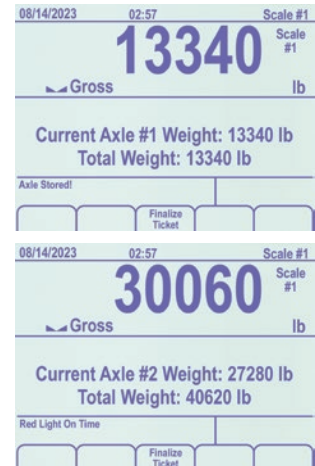 08/14/2023 02:57 Scale #1
13340 Scale
#1
Gross lb
Current Axle #1 Weight: 13340 lb
Total Weight: 13340 lb
Axle Stored!
Finalize
Ticket
08/14/2023 02:57 Scale #1
30060 Scale
#1
Gross lb
Current Axle #2 Weight: 27280 lb
Total Weight: 40620 lb
Red Light On Time
Finalize
Ticket